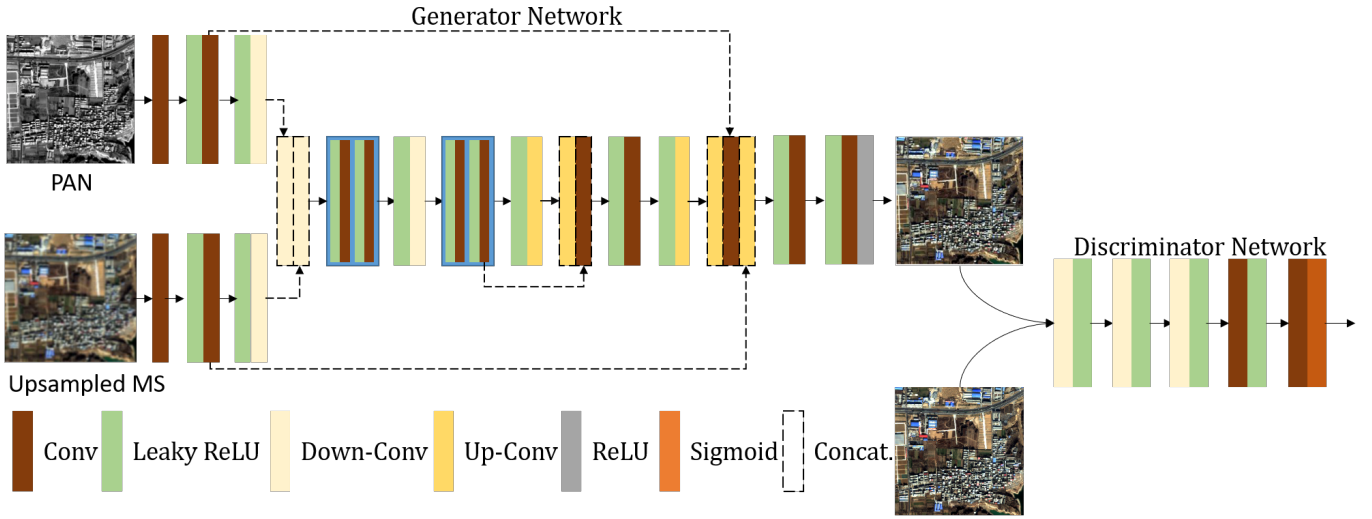 Generator Network
PAN
Upsampled MS
Discriminator Network
Conv Leaky ReLU Down-Conv Up-Conv ReLU Sigmoid Concat.